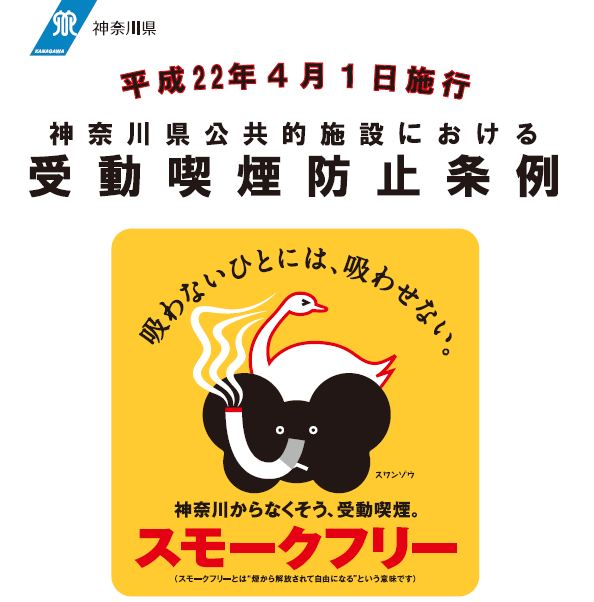 KANAGAWA
神奈川県
平成22年4月1日施行
神奈川県公共的施設における
受動喫煙防止条例
吸わないひとには、吸わせない。
スワンゾウ
神奈川からなくそう、受動喫煙。
スモークフリー
（スモークフリーとは“煙から解放されて自由になる”という意味です）